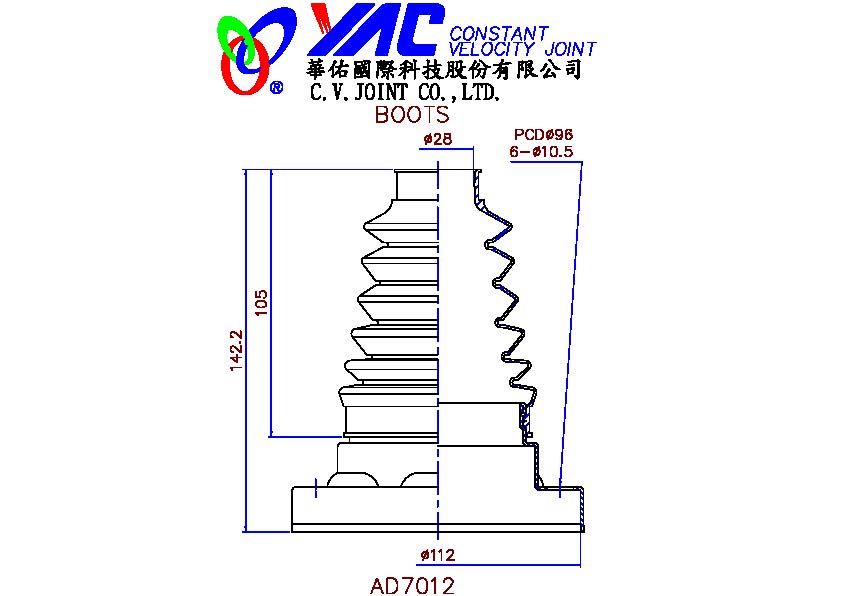 YAC CONSTANT
VELOCITY JOINT
®
華佑國際科技股份有限公司
C.V.JOINT CO.,LTD.
BOOTS
ø28
PCDø96
6-ø10.5
105
142.2
ø112
AD7012